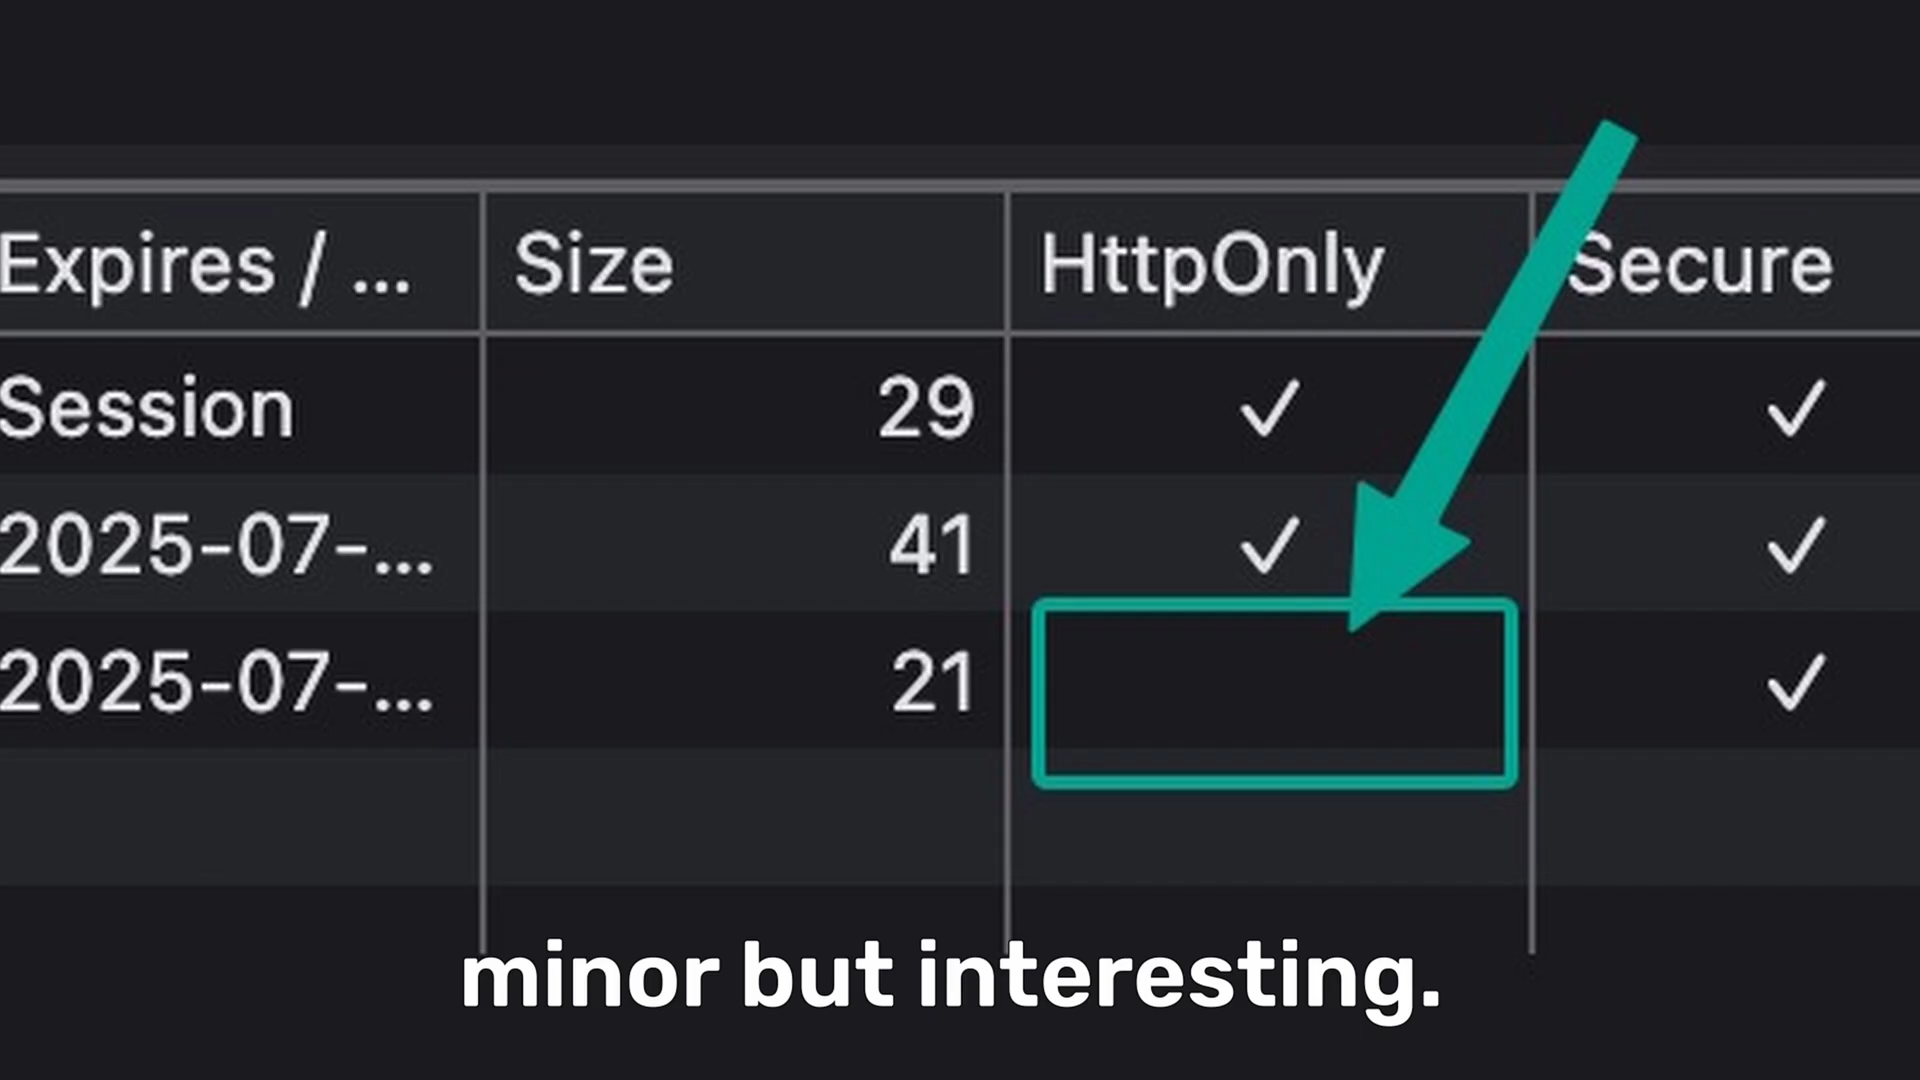 Expires / ... Size HttpOnly Secure
Session 29 ✓ ✓
2025-07-... 41 ✓ ✓
2025-07-... 21 ✓
minor but interesting.